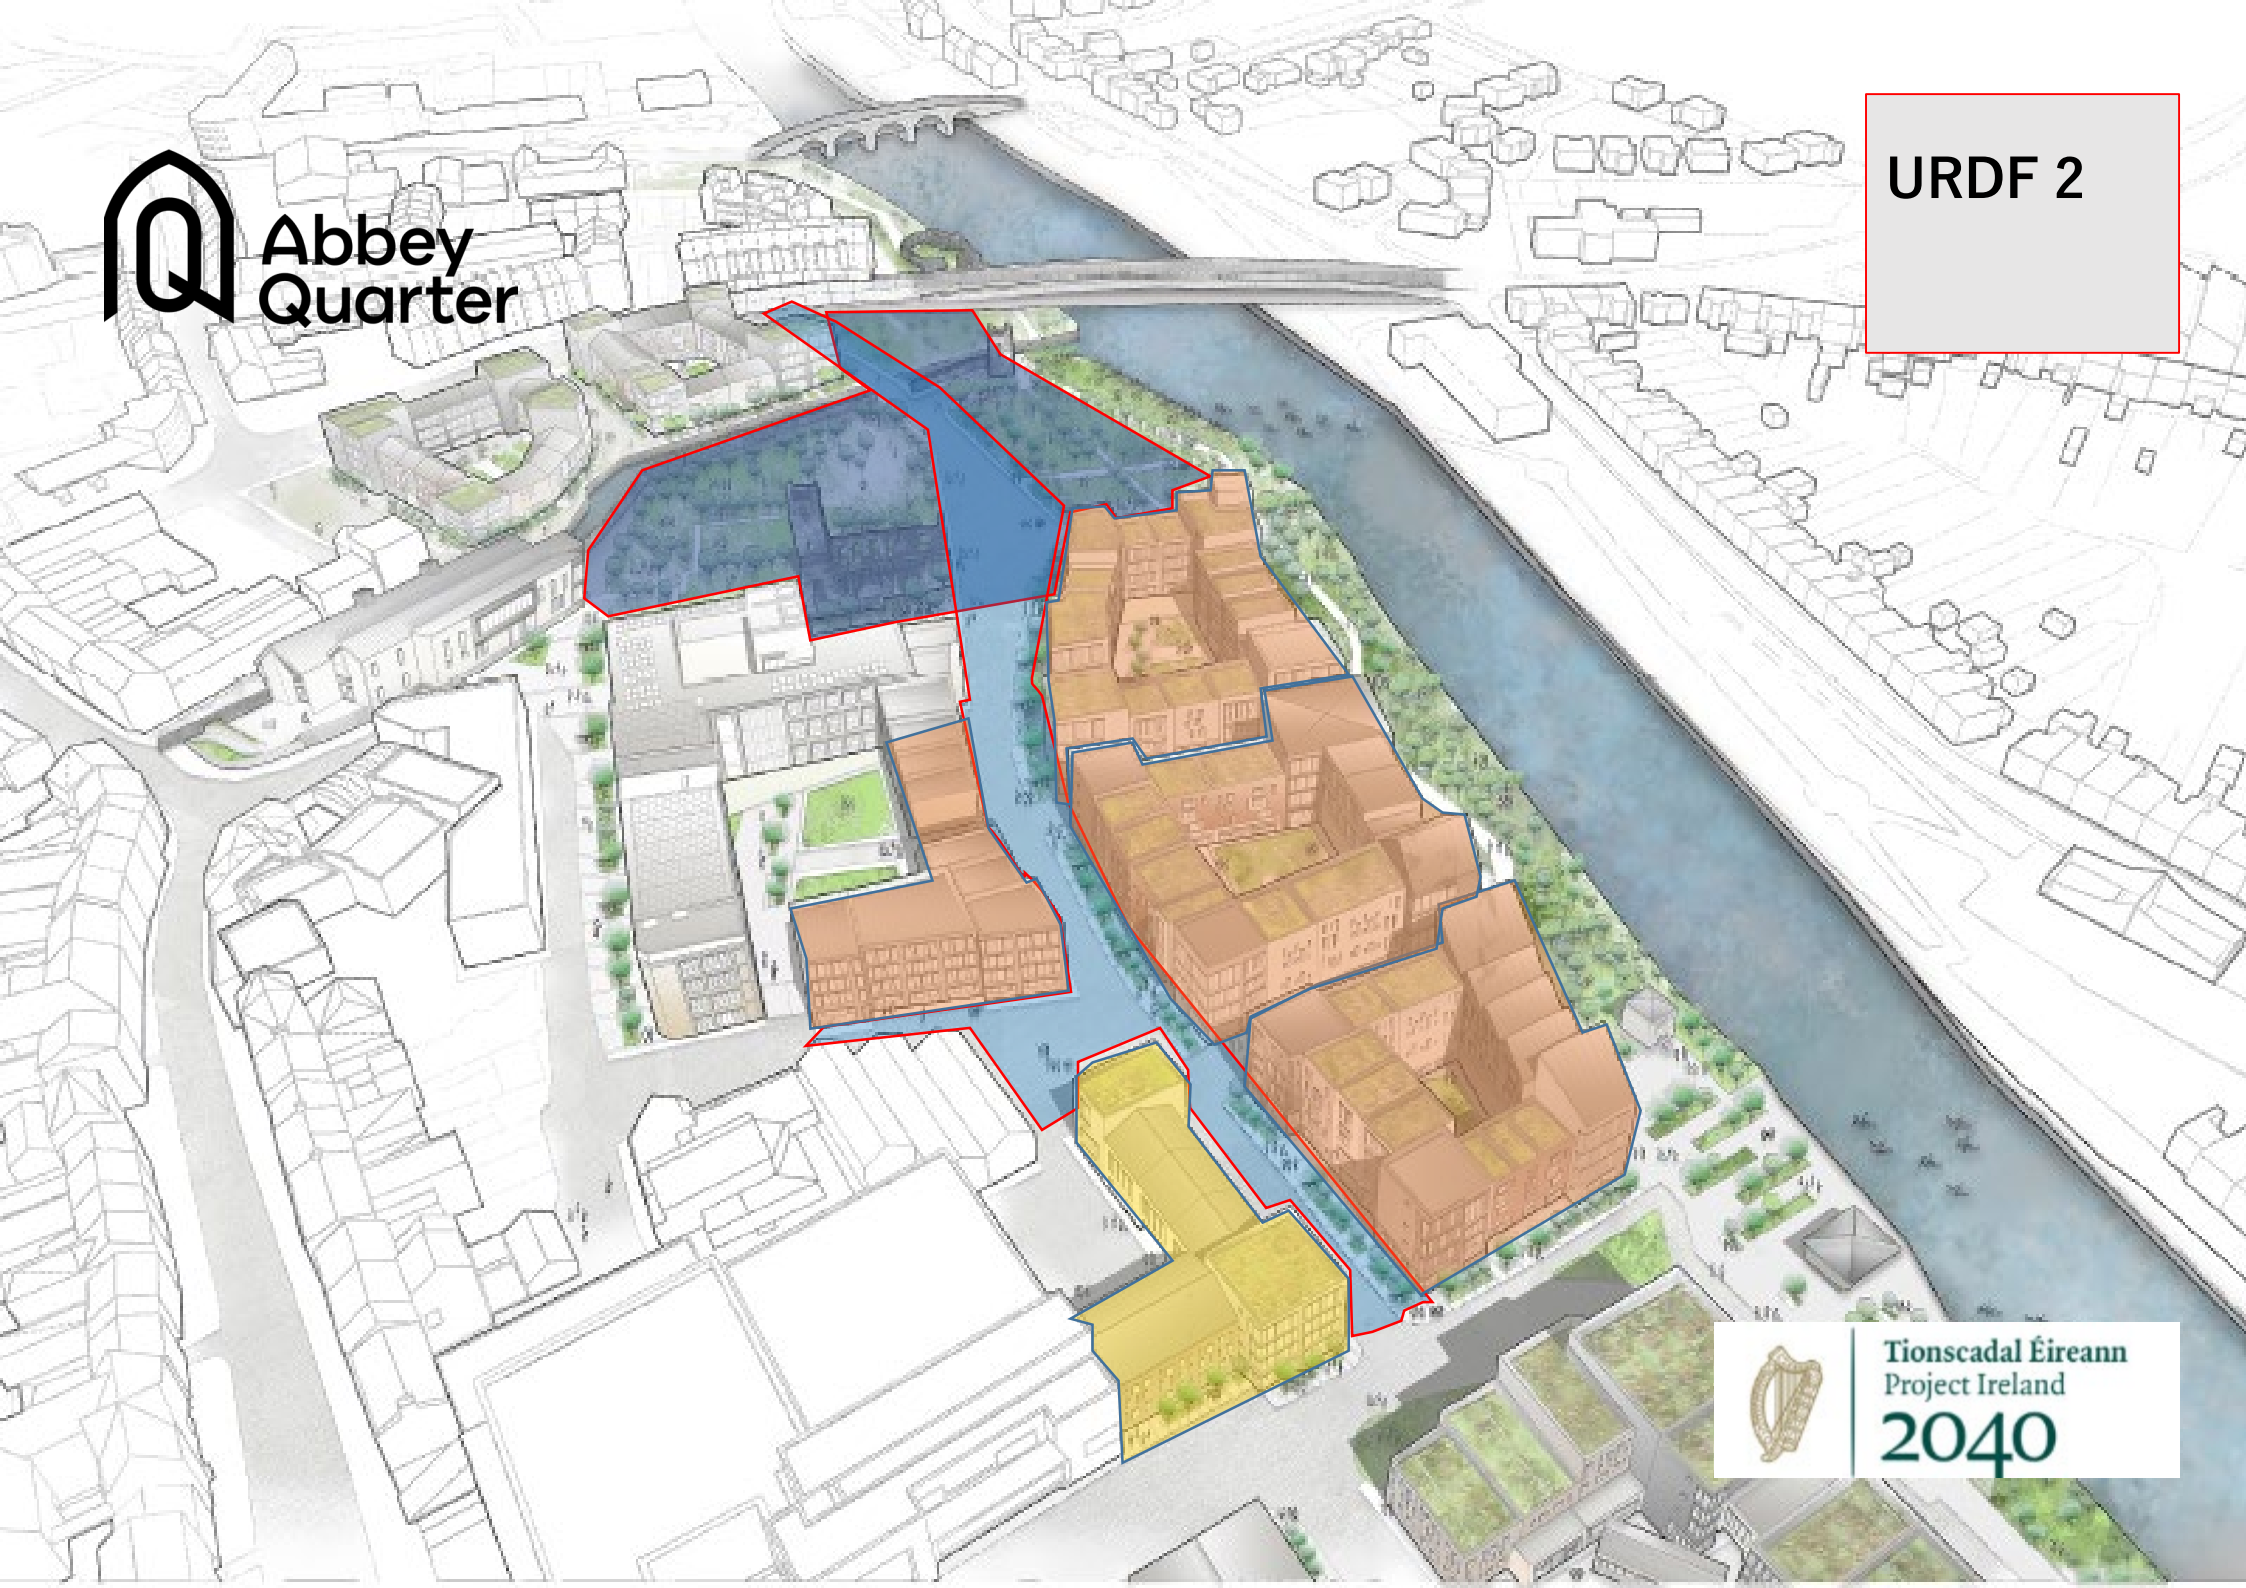 Abbey
Quarter
URDF 2
Tionscadal Éireann
Project Ireland
2040